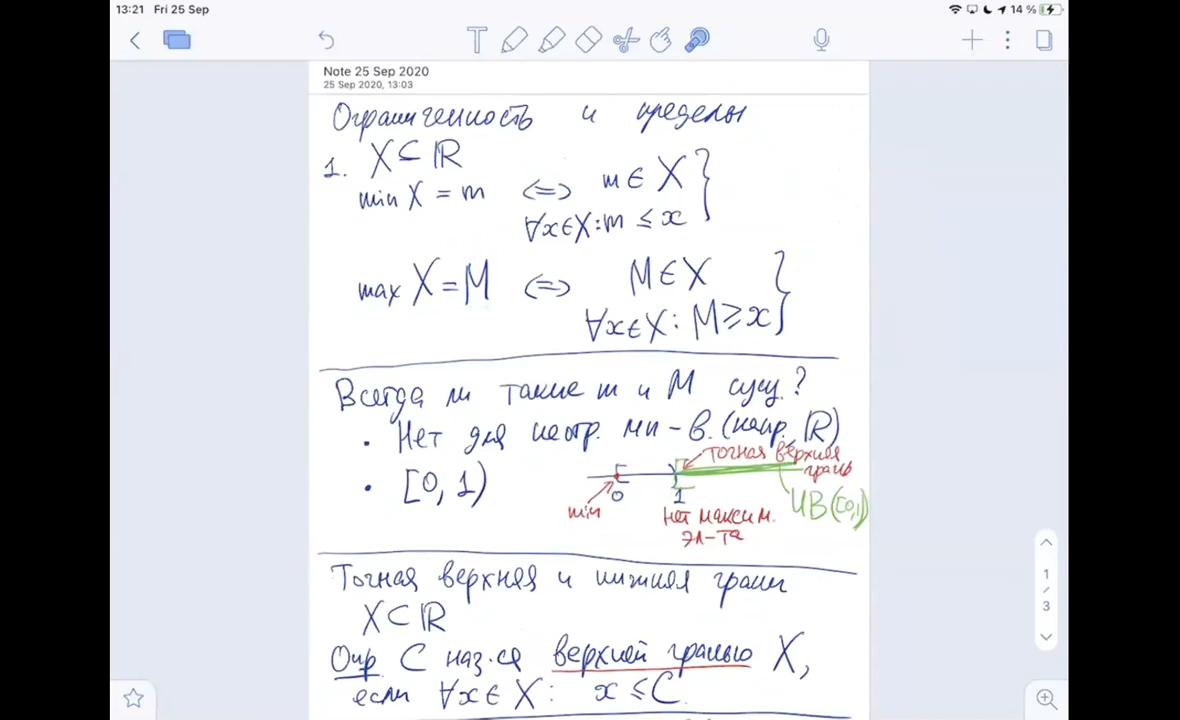 13:21 Fri 25 Sep
14 %
Note 25 Sep 2020
25 Sep 2020, 13:03
Ограниченность и пределы
1. X ⊂ ℝ
min X = m ⇔ m ∈ X }
∀x∈X: m ≤ x
max X = M ⇔ M ∈ X }
∀x∈X: M ≥ x
Всегда ли такие m и M сущ.?
• Нет для неогр. мн-в. (напр. ℝ)
точная верхняя
грань
• [0, 1)
min
0
1
UB([0,1)
нет максим.
эл-та
Точная верхняя и нижняя грани
X ⊂ ℝ
Опр C наз-ся верхней гранью X,
если ∀x ∈ X: x ≤ C.
1
/
3